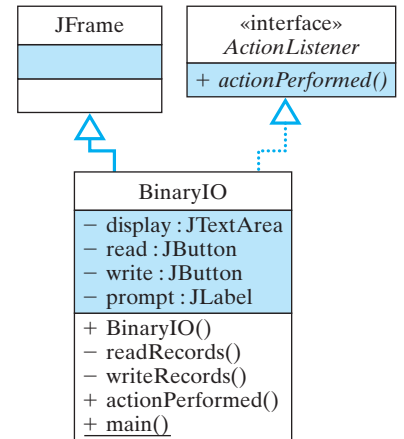 JFrame
«interface»
ActionListener
+ actionPerformed()
BinaryIO
− display : JTextArea
− read : JButton
− write : JButton
− prompt : JLabel
+ BinaryIO()
− readRecords()
− writeRecords()
+ actionPerformed()
+ main()